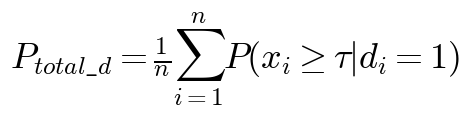 $P_{total\_d} = \frac{1}{n} \sum_{i=1}^{n} P(x_i \geq \tau | d_i = 1)$